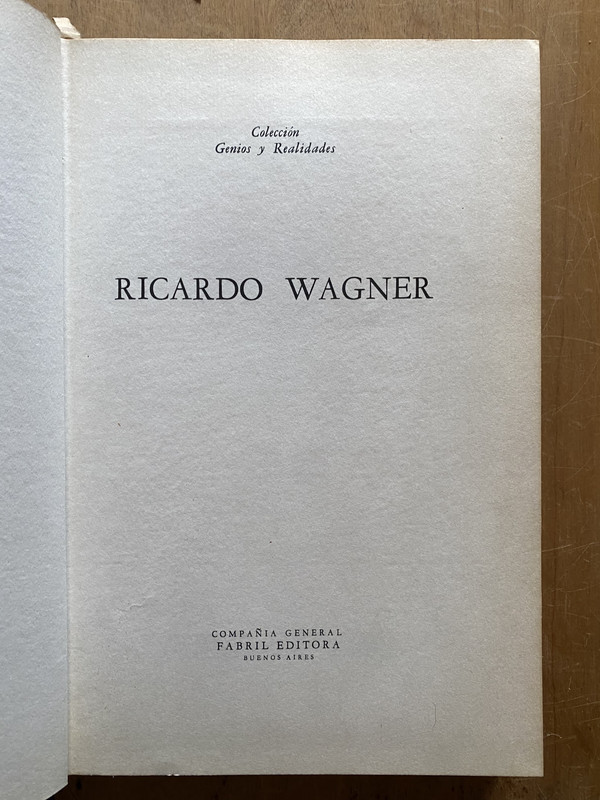 Colección
Genios y Realidades
RICARDO WAGNER
COMPAÑIA GENERAL
FABRIL EDITORA
BUENOS AIRES